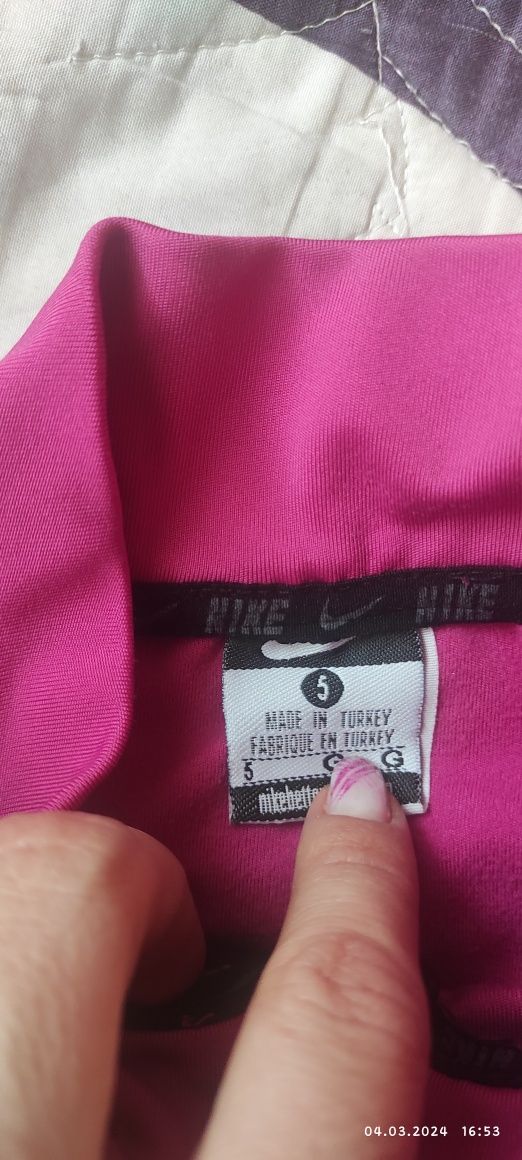 NIKE NIKE
5
MADE IN TURKEY
FABRIQUE EN TURKEY
5 G G
04.03.2024 16:53